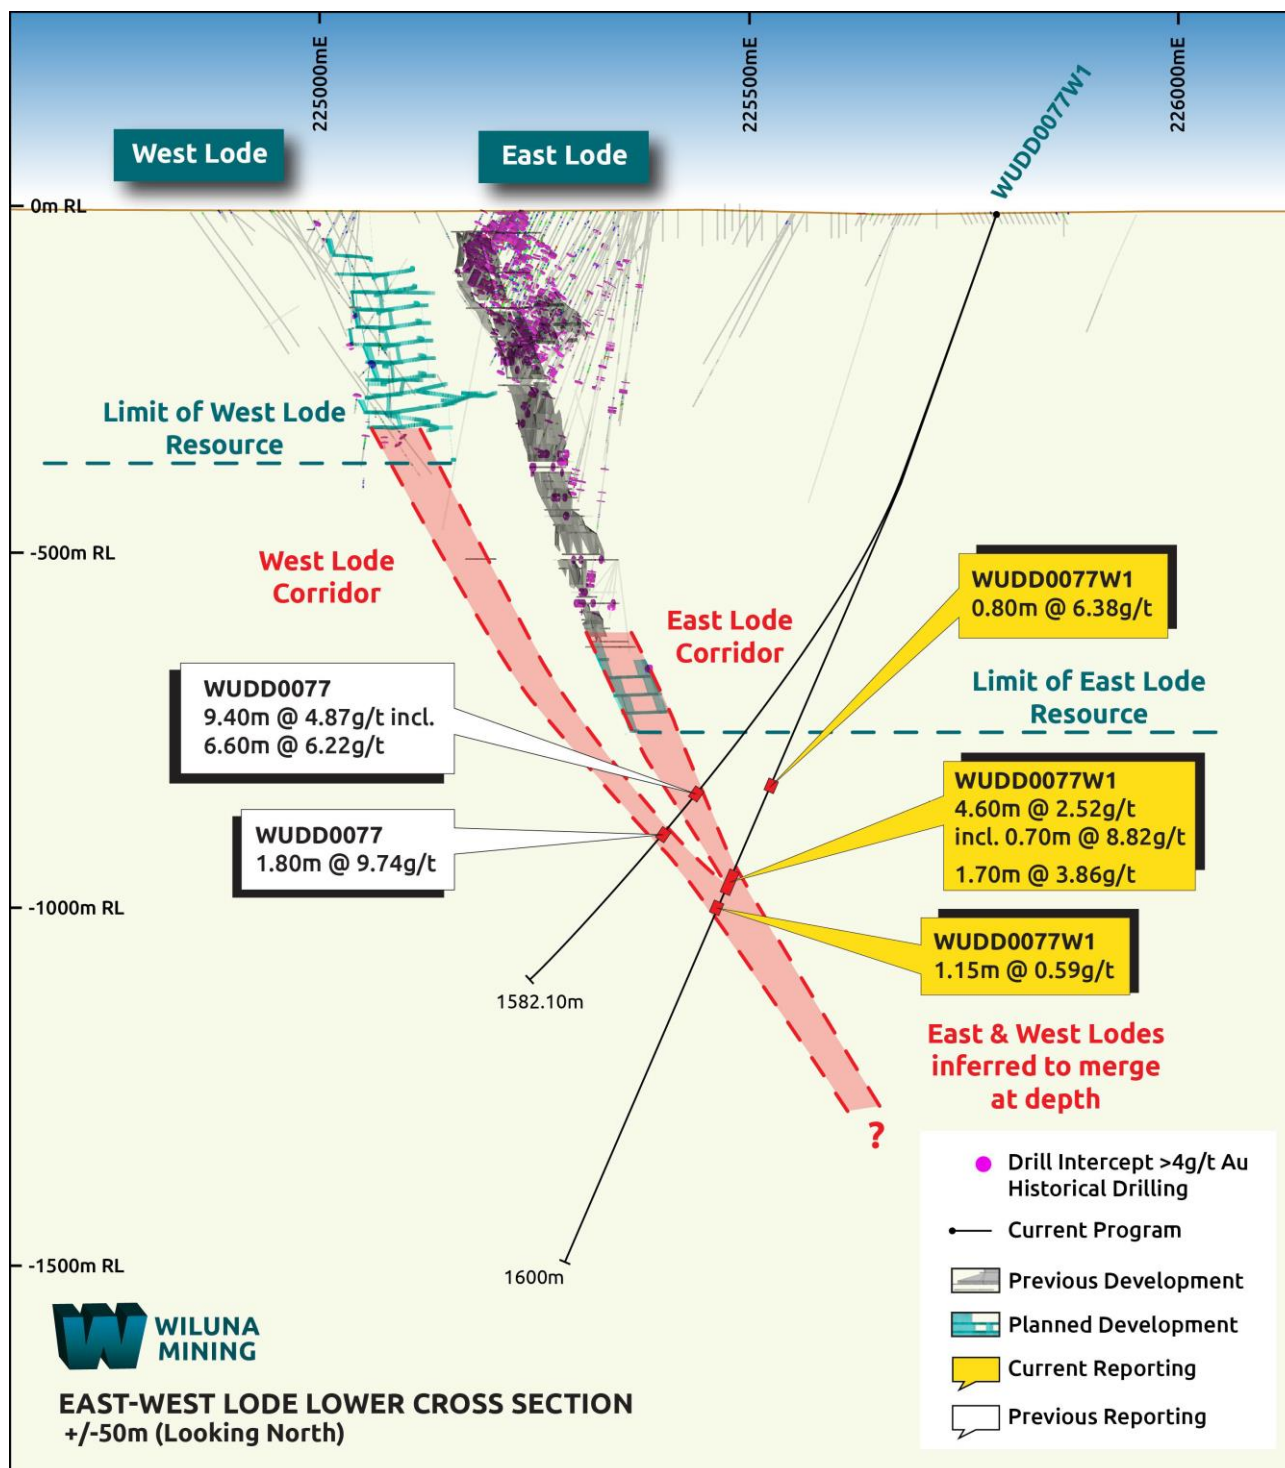 225000mE
225500mE
226000mE
WUDD0077W1
West Lode
East Lode
0m RL
Limit of West Lode
Resource
-500m RL
West Lode
Corridor
East Lode
Corridor
WUDD0077W1
0.80m @ 6.38g/t
Limit of East Lode
Resource
WUDD0077
9.40m @ 4.87g/t incl.
6.60m @ 6.22g/t
WUDD0077W1
4.60m @ 2.52g/t
incl. 0.70m @ 8.82g/t
1.70m @ 3.86g/t
WUDD0077
1.80m @ 9.74g/t
-1000m RL
WUDD0077W1
1.15m @ 0.59g/t
1582.10m
East & West Lodes
inferred to merge
at depth
?
1600m
-1500m RL
Drill Intercept >4g/t Au
Historical Drilling
Current Program
Previous Development
Planned Development
Current Reporting
Previous Reporting
W WILUNA
MINING
EAST-WEST LODE LOWER CROSS SECTION
+/-50m (Looking North)